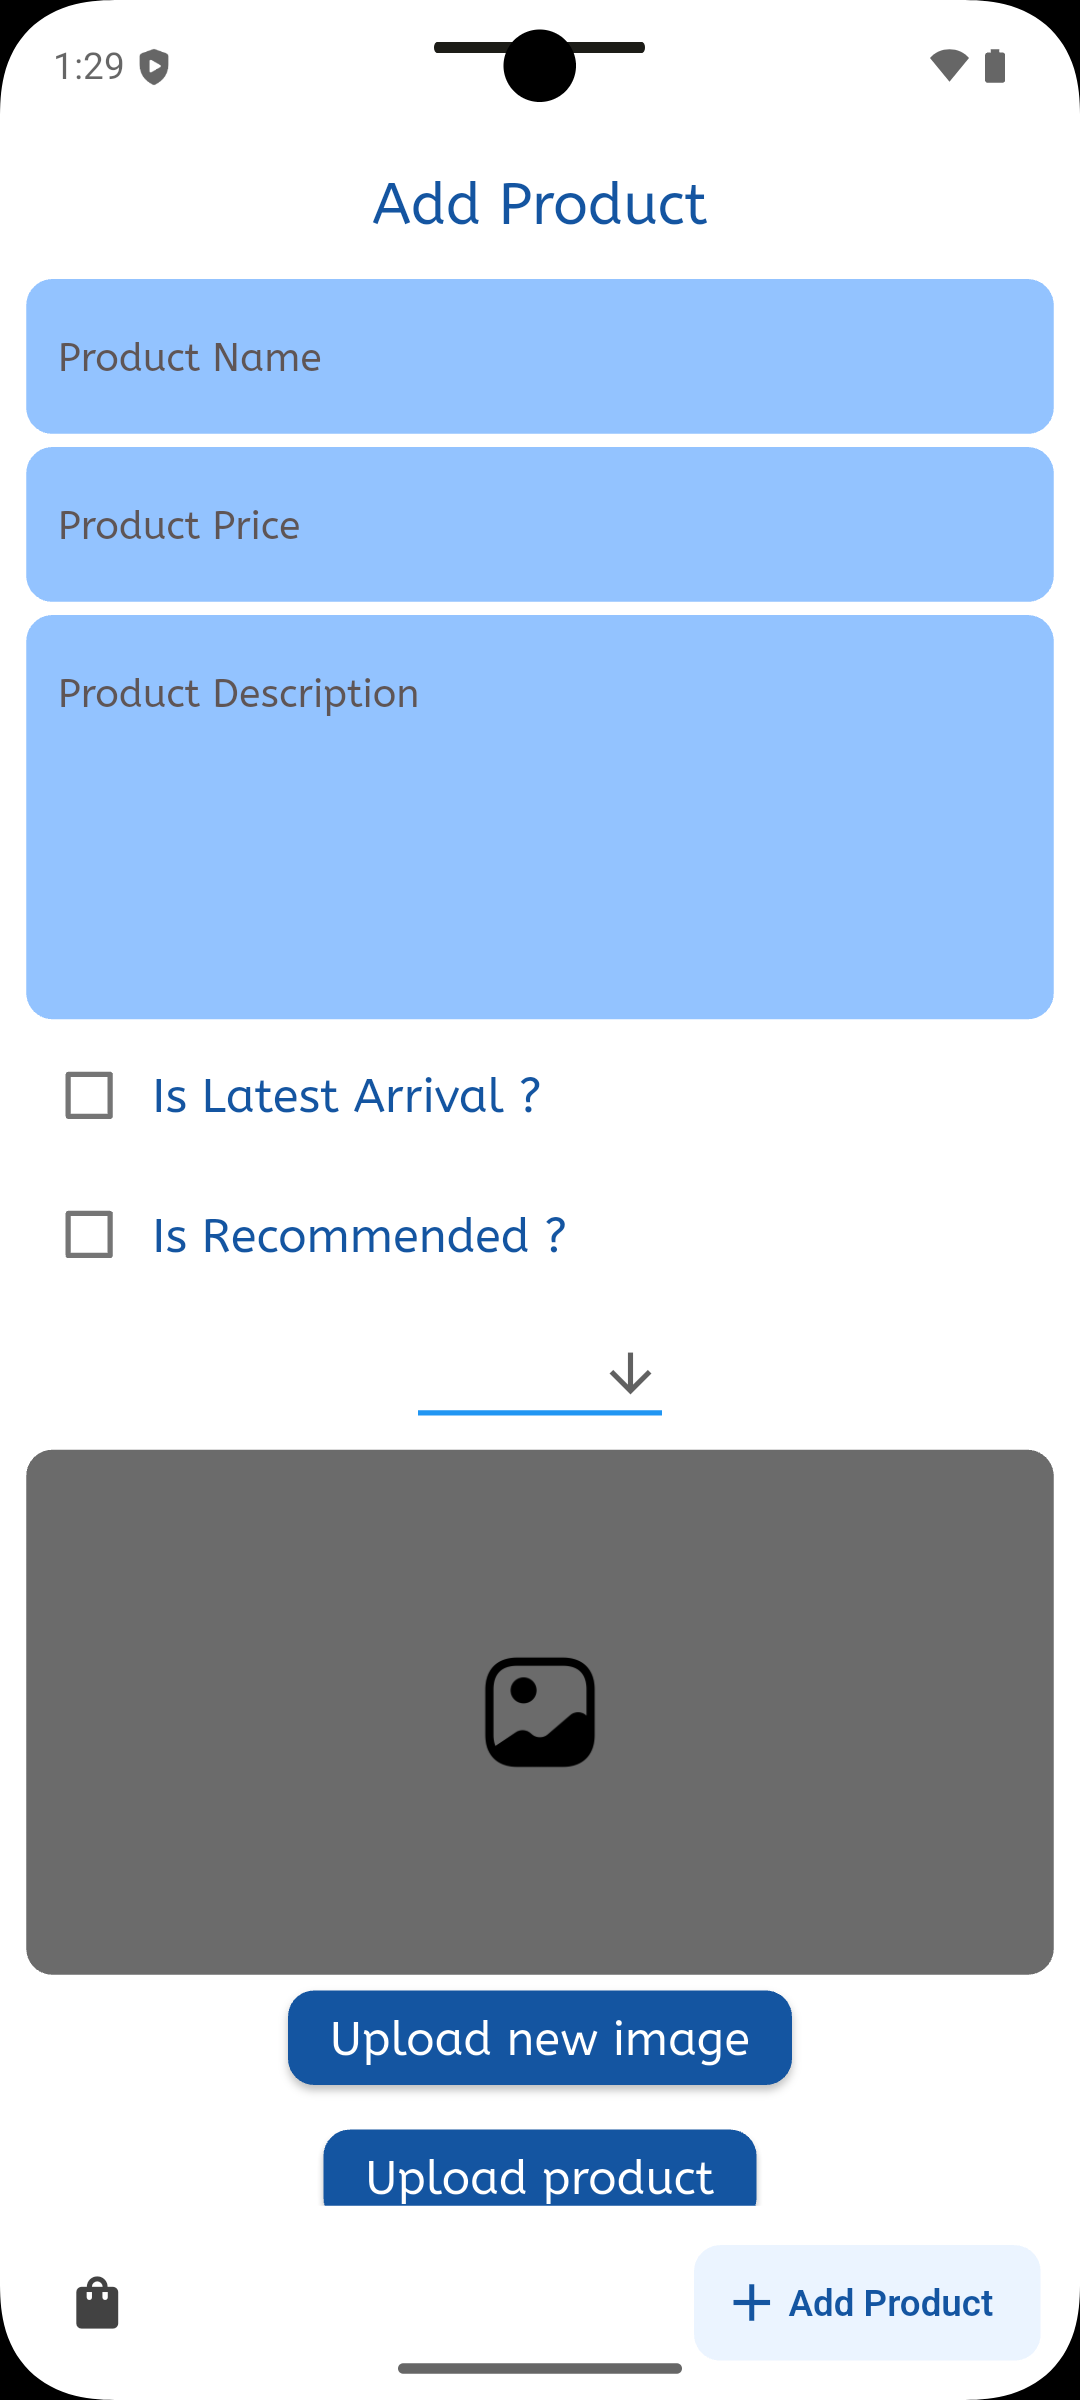 1:29
Add Product
Product Name
Product Price
Product Description
Is Latest Arrival ?
Is Recommended ?
Upload new image
Upload product
Add Product